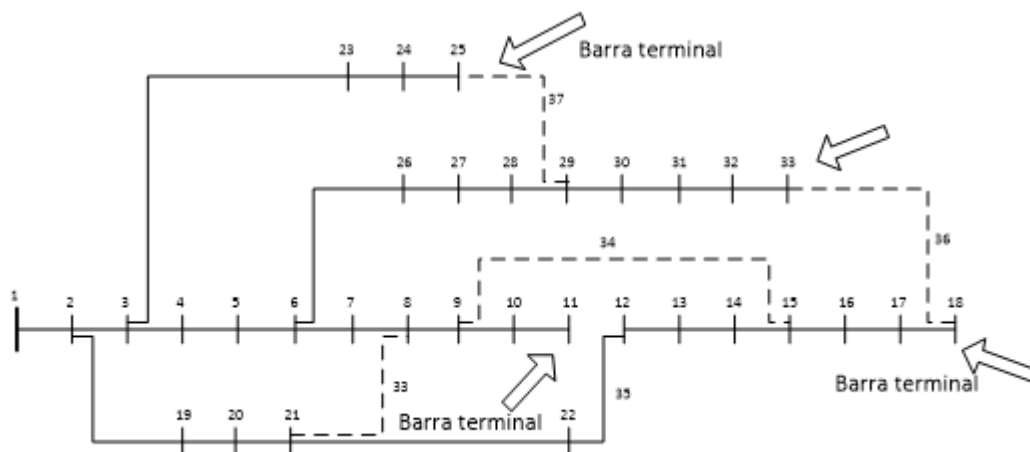 23 24 25
Barra terminal
37
26 27 28 29 30 31 32 33
34
36
1 2 3 4 5 6 7 8 9 10 11 12 13 14 15 16 17 18
33
35
Barra terminal
Barra terminal
19 20 21 22